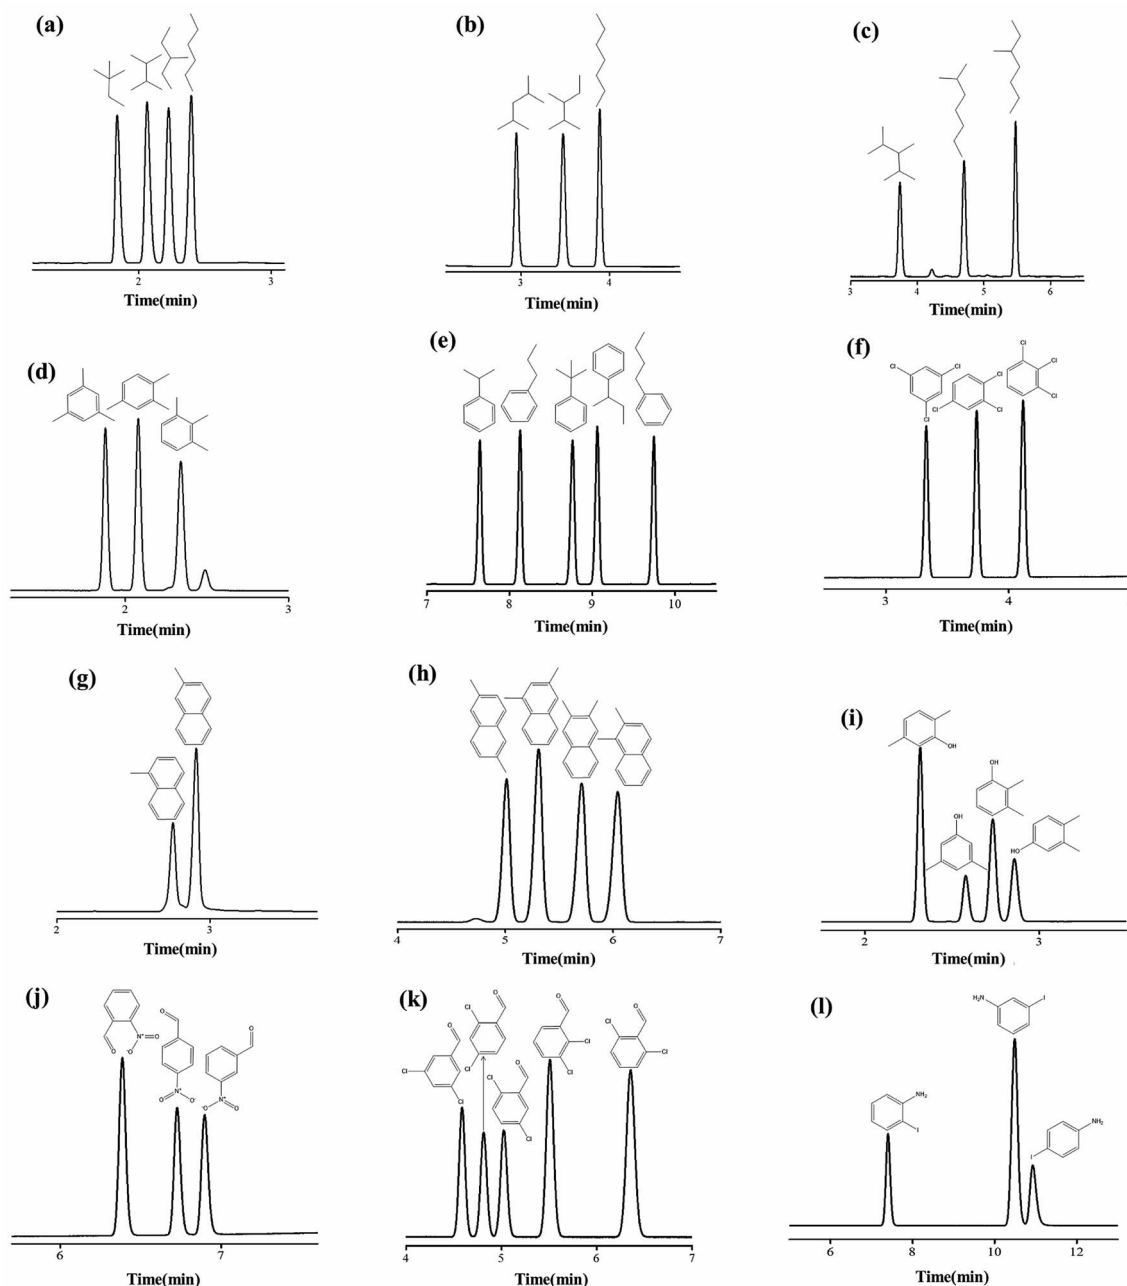 (a)
2 3
Time(min)
(b)
3 4
Time(min)
(c)
3 4 5 6
Time(min)
(d)
2 3
Time(min)
(e)
7 8 9 10
Time(min)
(f)
Cl Cl
Cl
Cl
Cl Cl
Cl
Cl
Cl
3 4
Time(min)
(g)
2 3
Time(min)
(h)
4 5 6 7
Time(min)
(i)
OH
OH
OH
HO
2 3
Time(min)
(j)
O
N⁺
O
O⁻
O
N⁺
O O⁻
O
N⁺
O⁻ O
6 7
Time(min)
(k)
O
Cl
Cl
O
Cl
Cl
O
Cl
Cl
O
Cl
Cl
O
Cl
Cl
4 5 6 7
Time(min)
(l)
H₂N
I
NH₂
I
NH₂
I
6 8 10 12
Time(min)